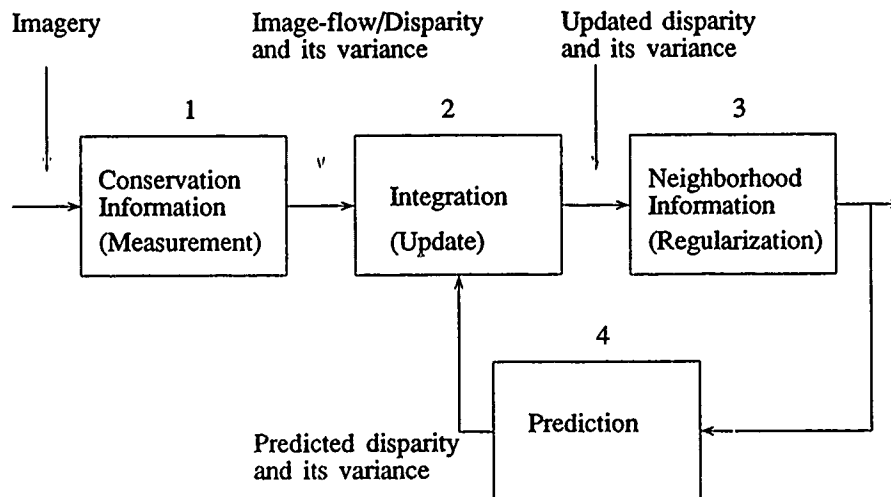 Imagery
Image-flow/Disparity
and its variance
Updated disparity
and its variance
1
2
3
Conservation
Information
(Measurement)
Integration
(Update)
Neighborhood
Information
(Regularization)
4
Prediction
Predicted disparity
and its variance